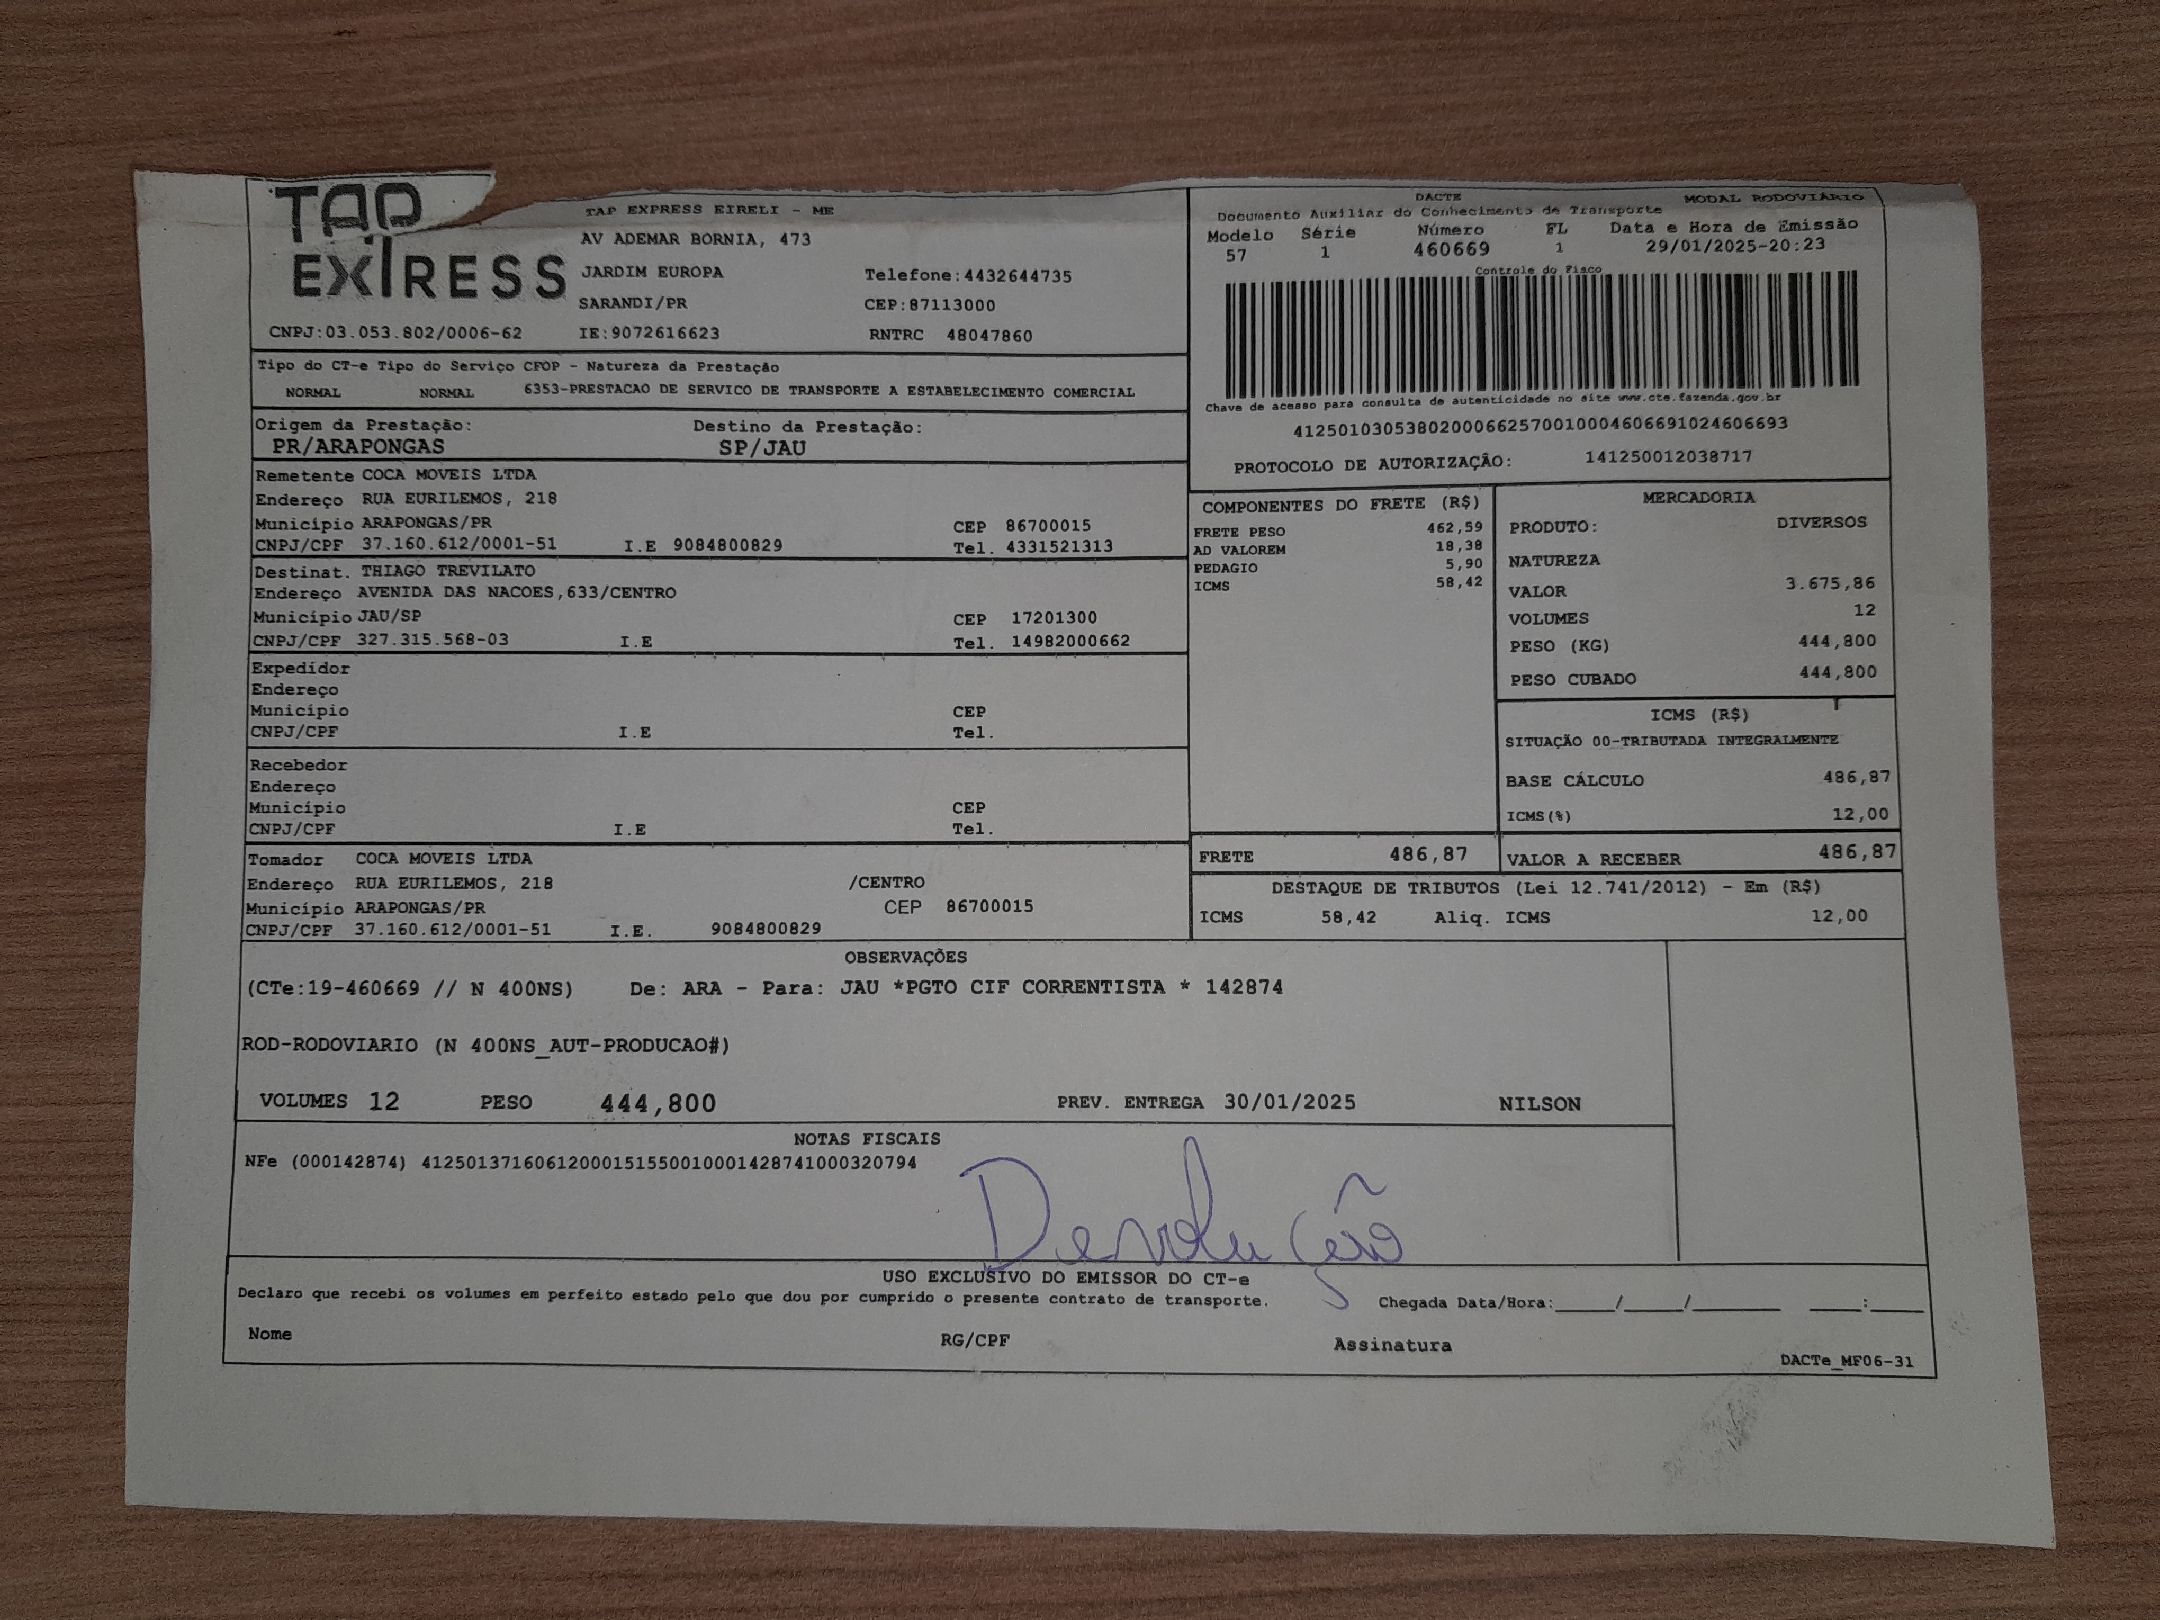 TAP
EXPRESS
TAP EXPRESS EIRELI - ME
AV ADEMAR BORNIA, 473
JARDIM EUROPA Telefone:4432644735
SARANDI/PR CEP:87113000
CNPJ:03.053.802/0006-62 IE:9072616623 RNTRC 48047860
DACTE MODAL RODOVIÁRIO
Documento Auxiliar do Conhecimento de Transporte
Modelo Série Número FL Data e Hora de Emissão
57 1 460669 1 29/01/2025-20:23
Controle do Fisco
Chave de acesso para consulta de autenticidade no site www.cte.fazenda.gov.br
41250103053802000662570010004606691024606693
PROTOCOLO DE AUTORIZAÇÃO: 141250012038717
Tipo do CT-e Tipo do Serviço CFOP - Natureza da Prestação
NORMAL NORMAL 6353-PRESTACAO DE SERVICO DE TRANSPORTE A ESTABELECIMENTO COMERCIAL
Origem da Prestação: Destino da Prestação:
PR/ARAPONGAS SP/JAU
Remetente COCA MOVEIS LTDA
Endereço RUA EURILEMOS, 218
Município ARAPONGAS/PR CEP 86700015
CNPJ/CPF 37.160.612/0001-51 I.E 9084800829 Tel. 4331521313
Destinat. THIAGO TREVILATO
Endereço AVENIDA DAS NACOES,633/CENTRO
Município JAU/SP CEP 17201300
CNPJ/CPF 327.315.568-03 I.E Tel. 14982000662
Expedidor
Endereço
Município CEP
CNPJ/CPF I.E Tel.
Recebedor
Endereço
Município CEP
CNPJ/CPF I.E Tel.
Tomador COCA MOVEIS LTDA
Endereço RUA EURILEMOS, 218 /CENTRO
Município ARAPONGAS/PR CEP 86700015
CNPJ/CPF 37.160.612/0001-51 I.E. 9084800829
COMPONENTES DO FRETE (R$)
FRETE PESO 462,59
AD VALOREM 18,38
PEDAGIO 5,90
ICMS 58,42
MERCADORIA
PRODUTO: DIVERSOS
NATUREZA
VALOR 3.675,86
VOLUMES 12
PESO (KG) 444,800
PESO CUBADO 444,800
ICMS (R$)
SITUAÇÃO 00-TRIBUTADA INTEGRALMENTE
BASE CÁLCULO 486,87
ICMS(%) 12,00
FRETE 486,87 VALOR A RECEBER 486,87
DESTAQUE DE TRIBUTOS (Lei 12.741/2012) - Em (R$)
ICMS 58,42 Aliq. ICMS 12,00
OBSERVAÇÕES
(CTe:19-460669 // N 400NS) De: ARA - Para: JAU *PGTO CIF CORRENTISTA * 142874
ROD-RODOVIARIO (N 400NS_AUT-PRODUCAO#)
VOLUMES 12 PESO 444,800 PREV. ENTREGA 30/01/2025 NILSON
NOTAS FISCAIS
NFe (000142874) 41250137160612000151550010001428741000320794
Devolução
USO EXCLUSIVO DO EMISSOR DO CT-e
Declaro que recebi os volumes em perfeito estado pelo que dou por cumprido o presente contrato de transporte. Chegada Data/Hora:_____/_____/_______ ____:____
Nome RG/CPF Assinatura
DACTe_MF06-31